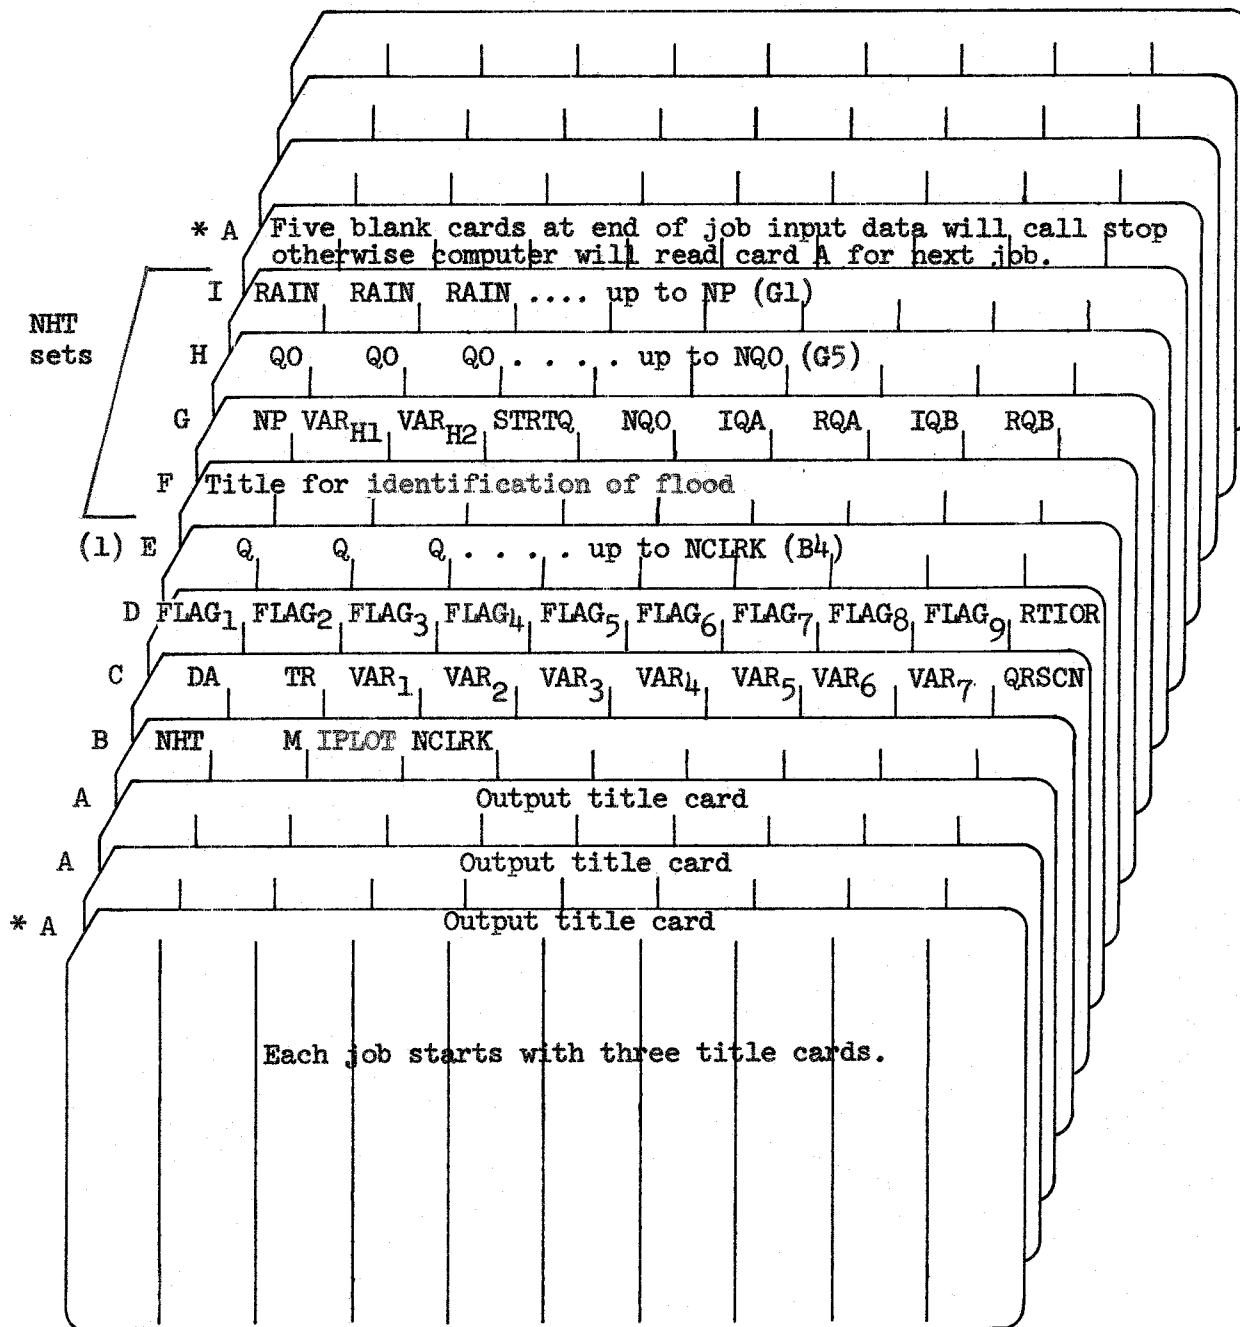 * A Five blank cards at end of job input data will call stop
otherwise computer will read card A for next job.
NHT
sets
I RAIN RAIN RAIN .... up to NP (G1)
H QO QO QO . . . . . up to NQO (G5)
G NP VAR_H1 VAR_H2 STRTQ NQO IQA RQA IQB RQB
F Title for identification of flood
(1) E Q Q Q . . . . . up to NCLRK (B4)
D FLAG1 FLAG2 FLAG3 FLAG4 FLAG5 FLAG6 FLAG7 FLAG8 FLAG9 RTIOR
C DA TR VAR1 VAR2 VAR3 VAR4 VAR5 VAR6 VAR7 QRSCN
B NHT M IPLOT NCLRK
A Output title card
A Output title card
* A Output title card
Each job starts with three title cards.